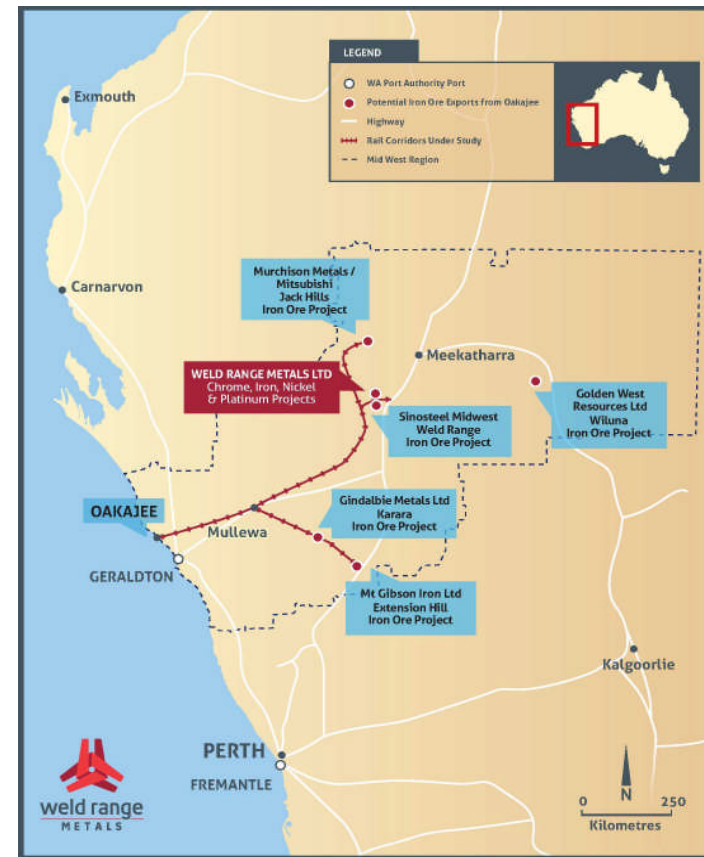 LEGEND
WA Port Authority Port
Potential Iron Ore Exports from Oakajee
Highway
Rail Corridors Under Study
Mid West Region
Exmouth
Carnarvon
Murchison Metals /
Mitsubishi
Jack Hills
Iron Ore Project
Meekatharra
WELD RANGE METALS LTD
Chrome, Iron, Nickel
& Platinum Projects
Golden West
Resources Ltd
Wiluna
Iron Ore Project
Sinosteel Midwest
Weld Range
Iron Ore Project
OAKAJEE
Mullewa
Gindalbie Metals Ltd
Karara
Iron Ore Project
GERALDTON
Mt Gibson Iron Ltd
Extension Hill
Iron Ore Project
Kalgoorlie
PERTH
FREMANTLE
weld range
METALS
N
0 250
Kilometres